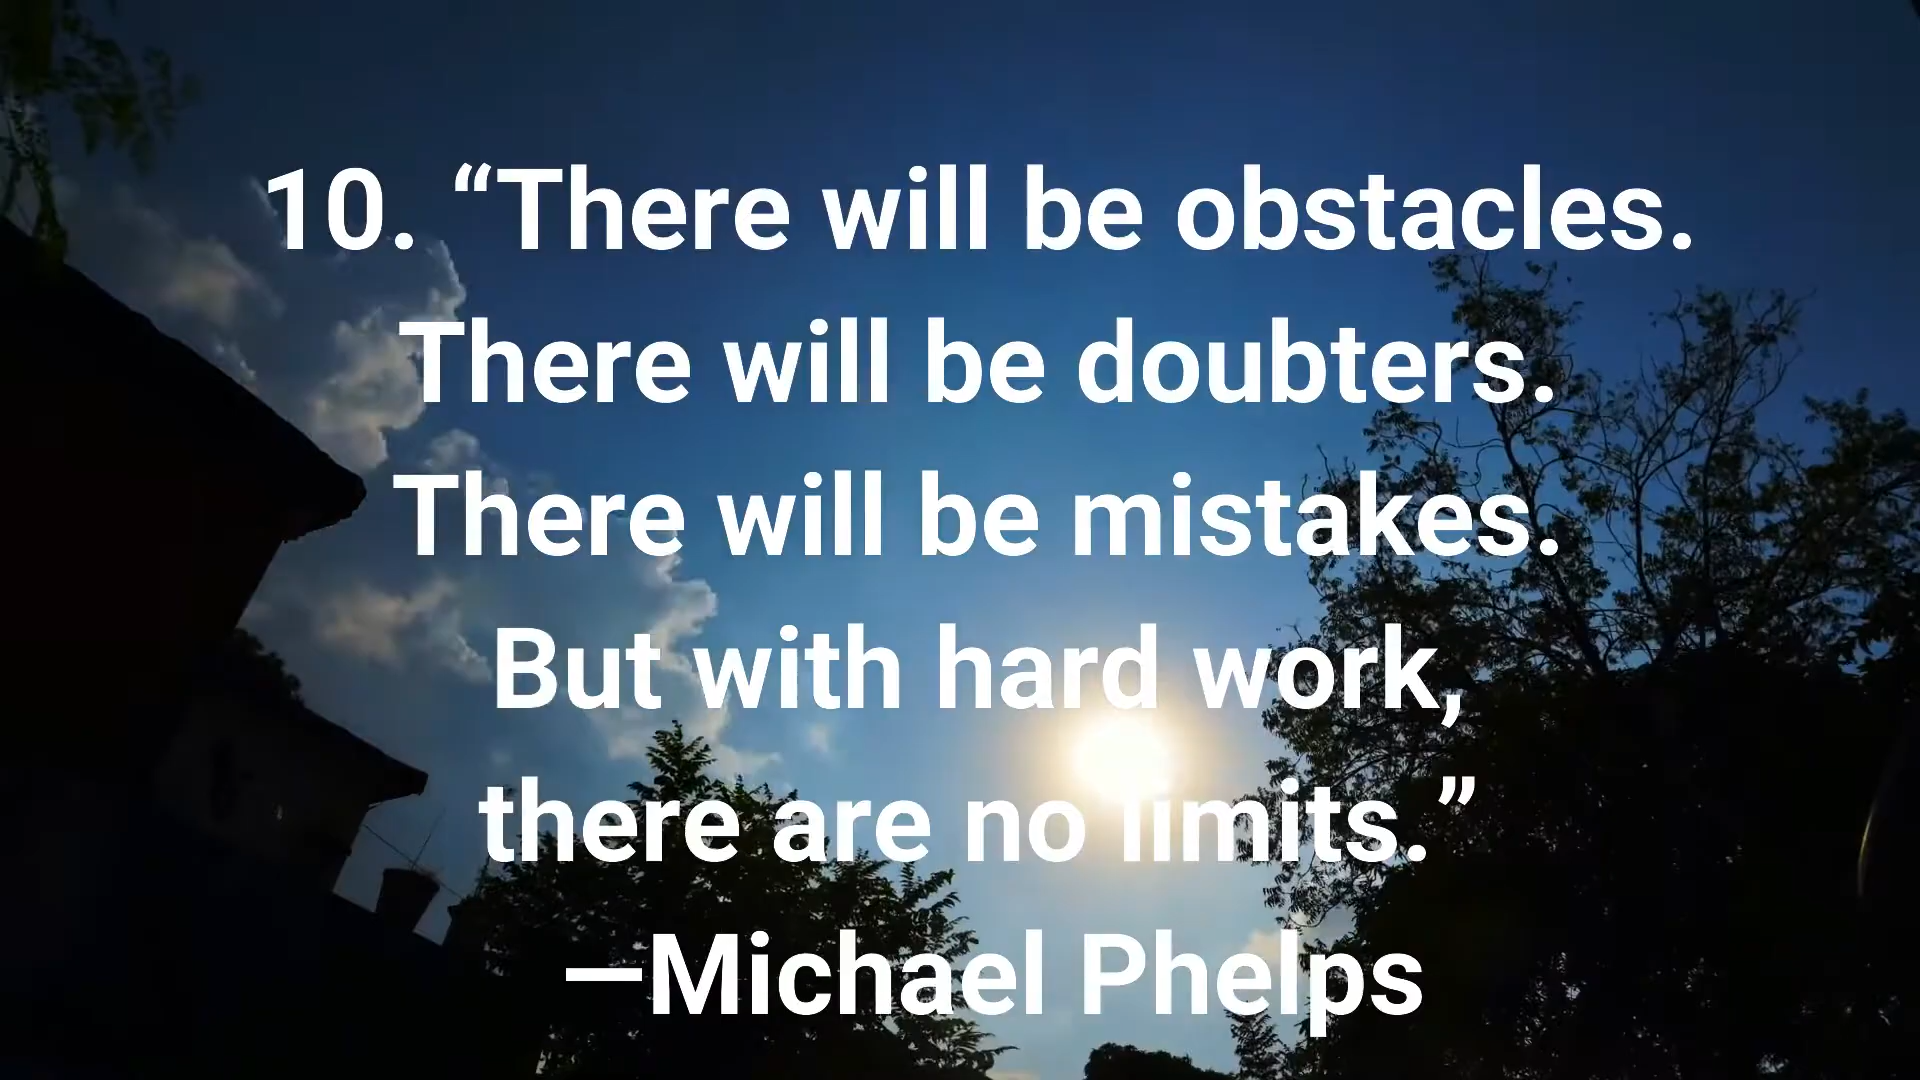 10. “There will be obstacles.
There will be doubters.
There will be mistakes.
But with hard work,
there are no limits.”
—Michael Phelps